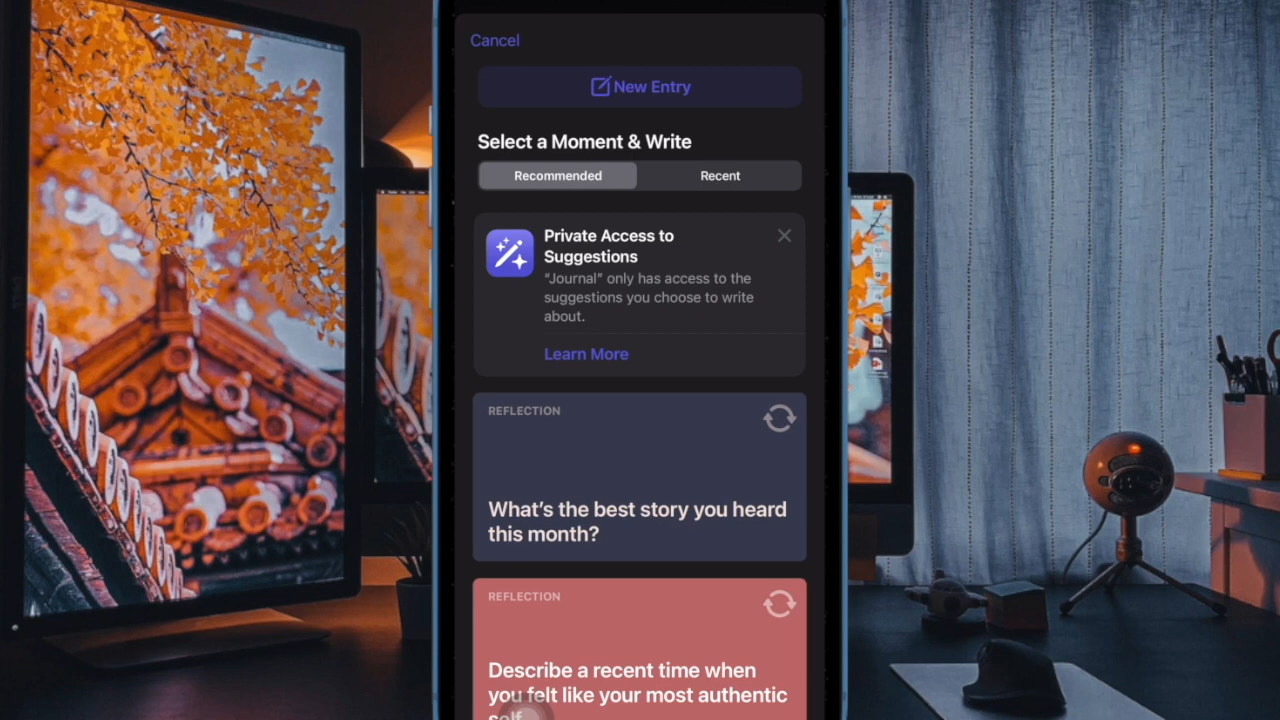 Cancel
New Entry
Select a Moment & Write
Recommended
Recent
Private Access to
Suggestions
“Journal” only has access to the
suggestions you choose to write
about.
Learn More
REFLECTION
What’s the best story you heard
this month?
REFLECTION
Describe a recent time when
you felt like your most authentic
self